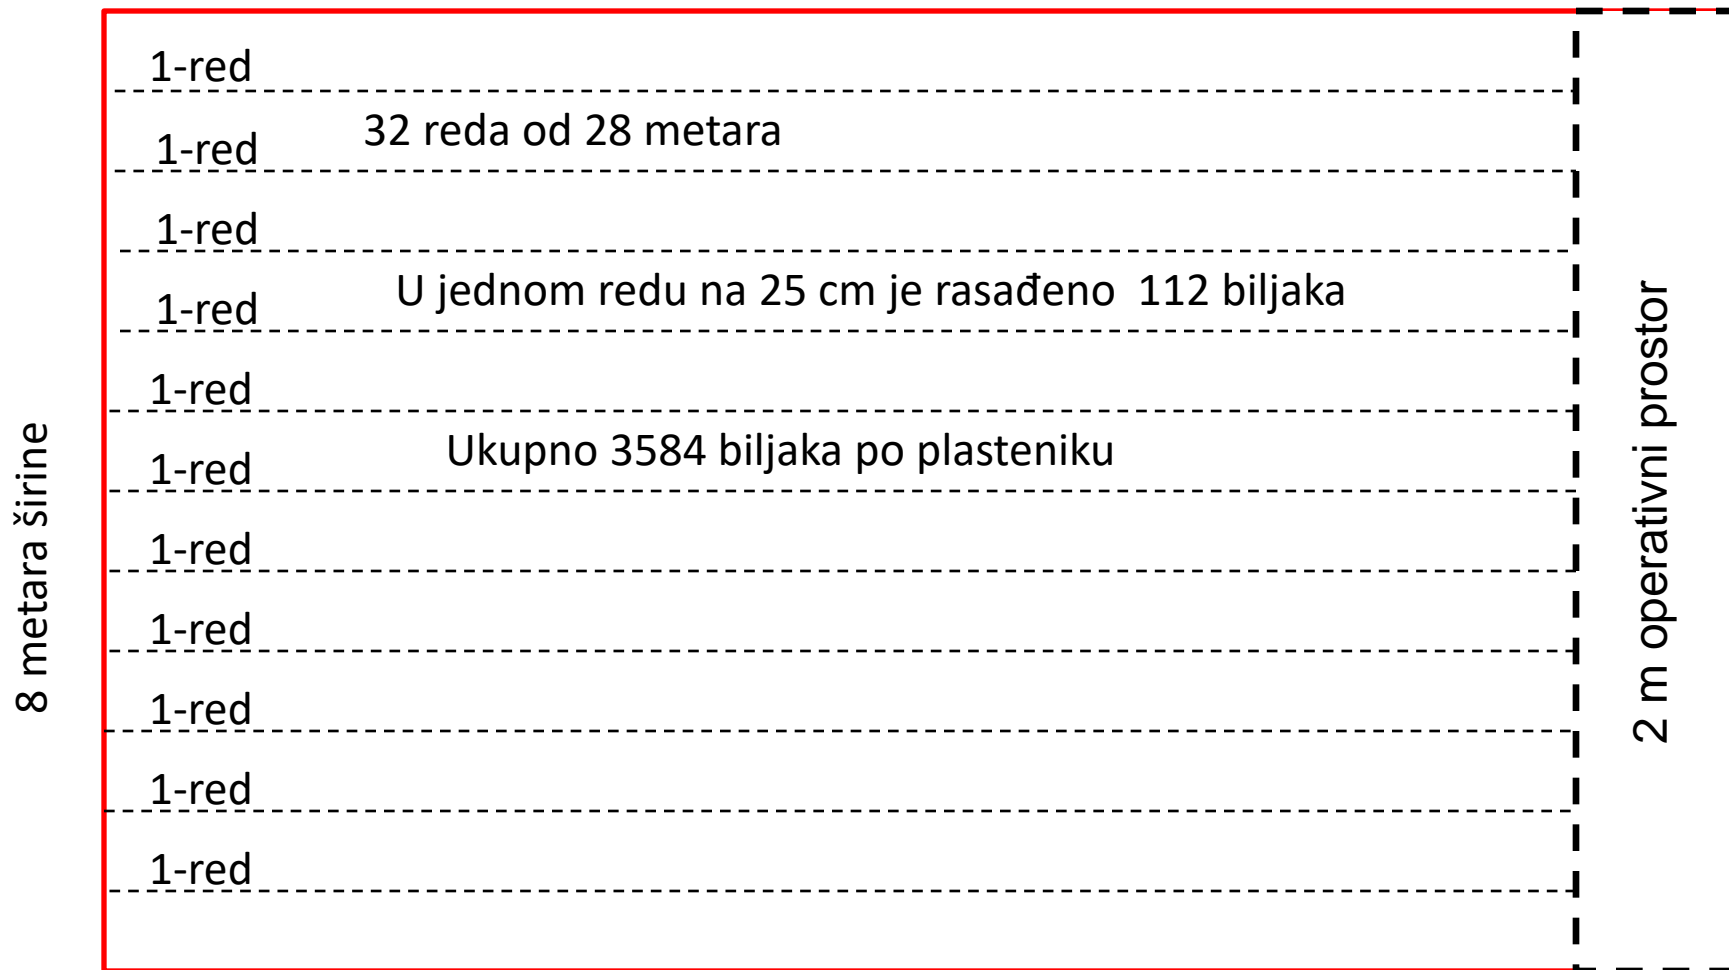 1-red
32 reda od 28 metara
1-red
1-red
U jednom redu na 25 cm je rasađeno 112 biljaka
1-red
1-red
Ukupno 3584 biljaka po plasteniku
1-red
1-red
1-red
1-red
1-red
1-red
8 metara širine
2 m operativni prostor